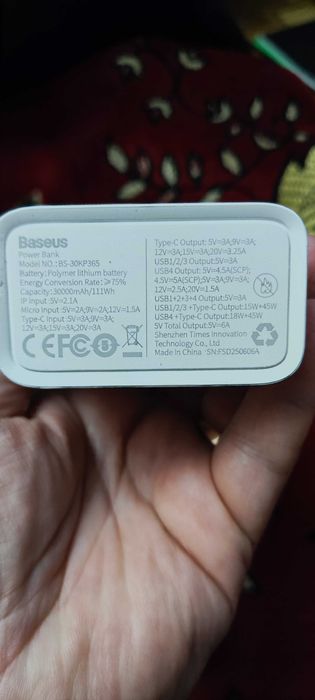 Baseus
Power Bank
Model NO.: BS-30KP365
Battery: Polymer lithium battery
Energy Conversion Rate: ≥75%
Capacity: 30000mAh/111Wh
IP Input: 5V=2.1A
Micro Input: 5V=2A; 9V=2A; 12V=1.5A
Type-C Input: 5V=3A; 9V=3A;
12V=3A; 15V=3A; 20V=3A
CE FC
Type-C Output: 5V=3A; 9V=3A;
12V=3A; 15V=3A; 20V=3.25A
USB1/2/3 Output: 5V=3A
USB4 Output: 5V=4.5A(SCP);
4.5V=5A(SCP); 5V=3A; 9V=3A;
12V=2.5A; 20V=1.5A
USB1+2+3+4 Output: 5V=3A
USB1/2/3 +Type-C Output: 15W+45W
USB4 +Type-C Output: 18W+45W
5V Total Output: 5V=6A
Shenzhen Times Innovation
Technology Co., Ltd
Made in China SN:FSD250606A